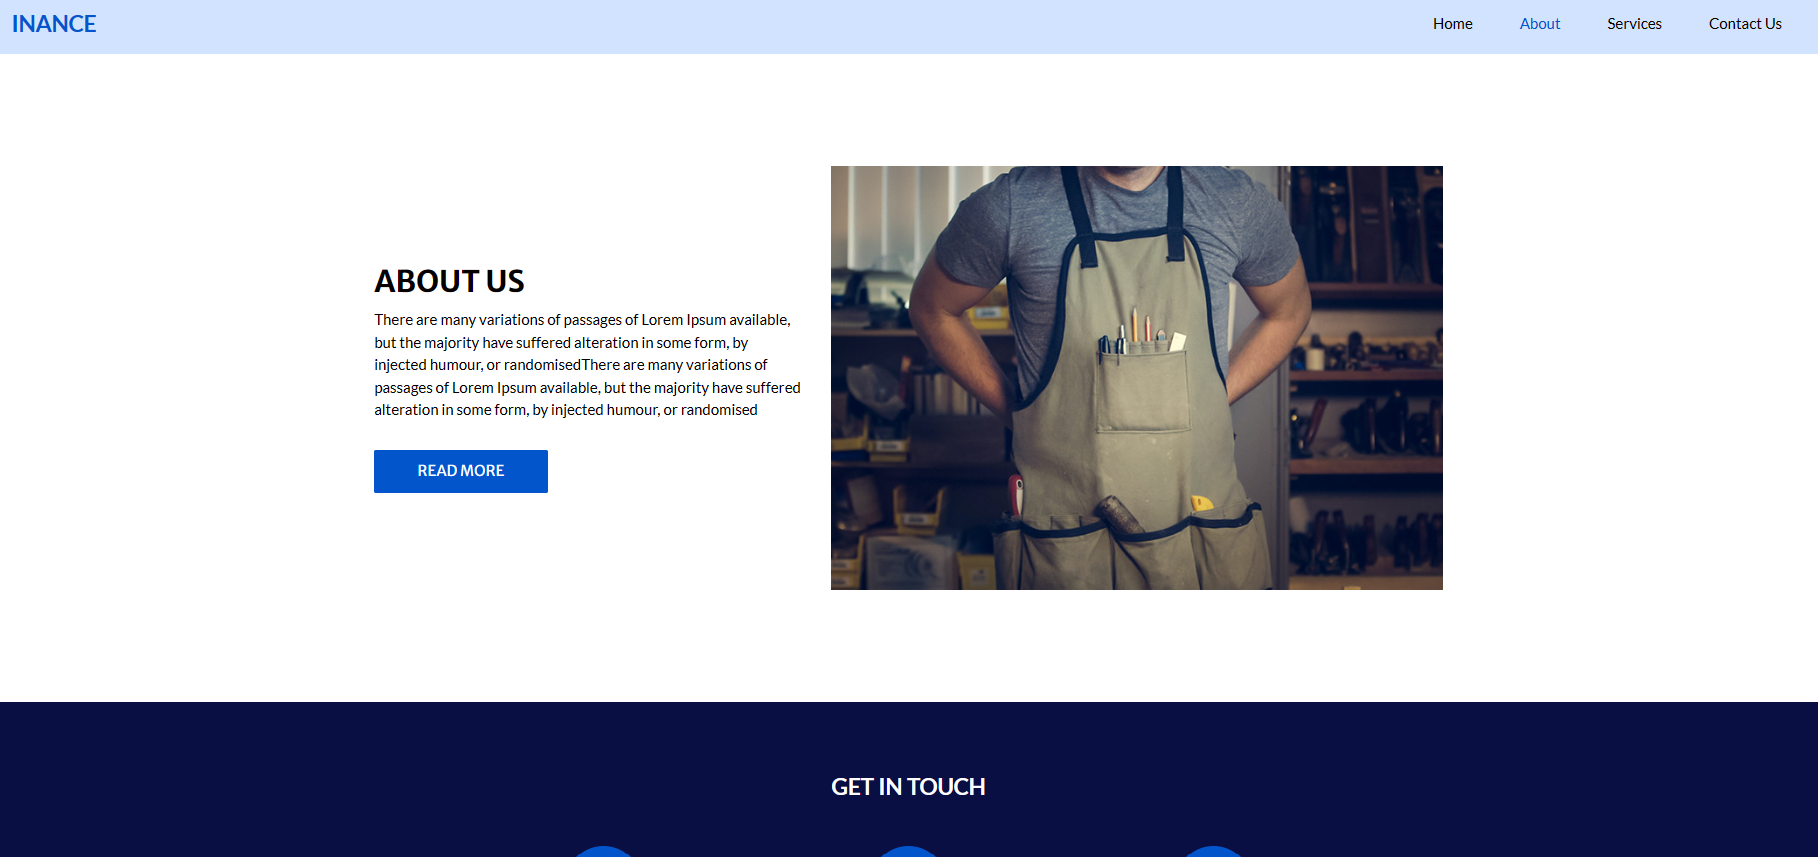 INANCE
Home
About
Services
Contact Us
ABOUT US
There are many variations of passages of Lorem Ipsum available,
but the majority have suffered alteration in some form, by
injected humour, or randomisedThere are many variations of
passages of Lorem Ipsum available, but the majority have suffered
alteration in some form, by injected humour, or randomised
READ MORE
GET IN TOUCH